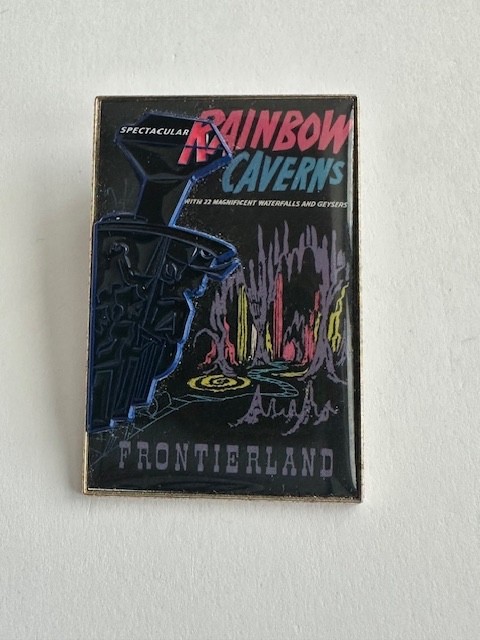 SPECTACULAR
RAINBOW
CAVERNS
WITH 22 MAGNIFICENT WATERFALLS AND GEYSERS
FRONTIERLAND